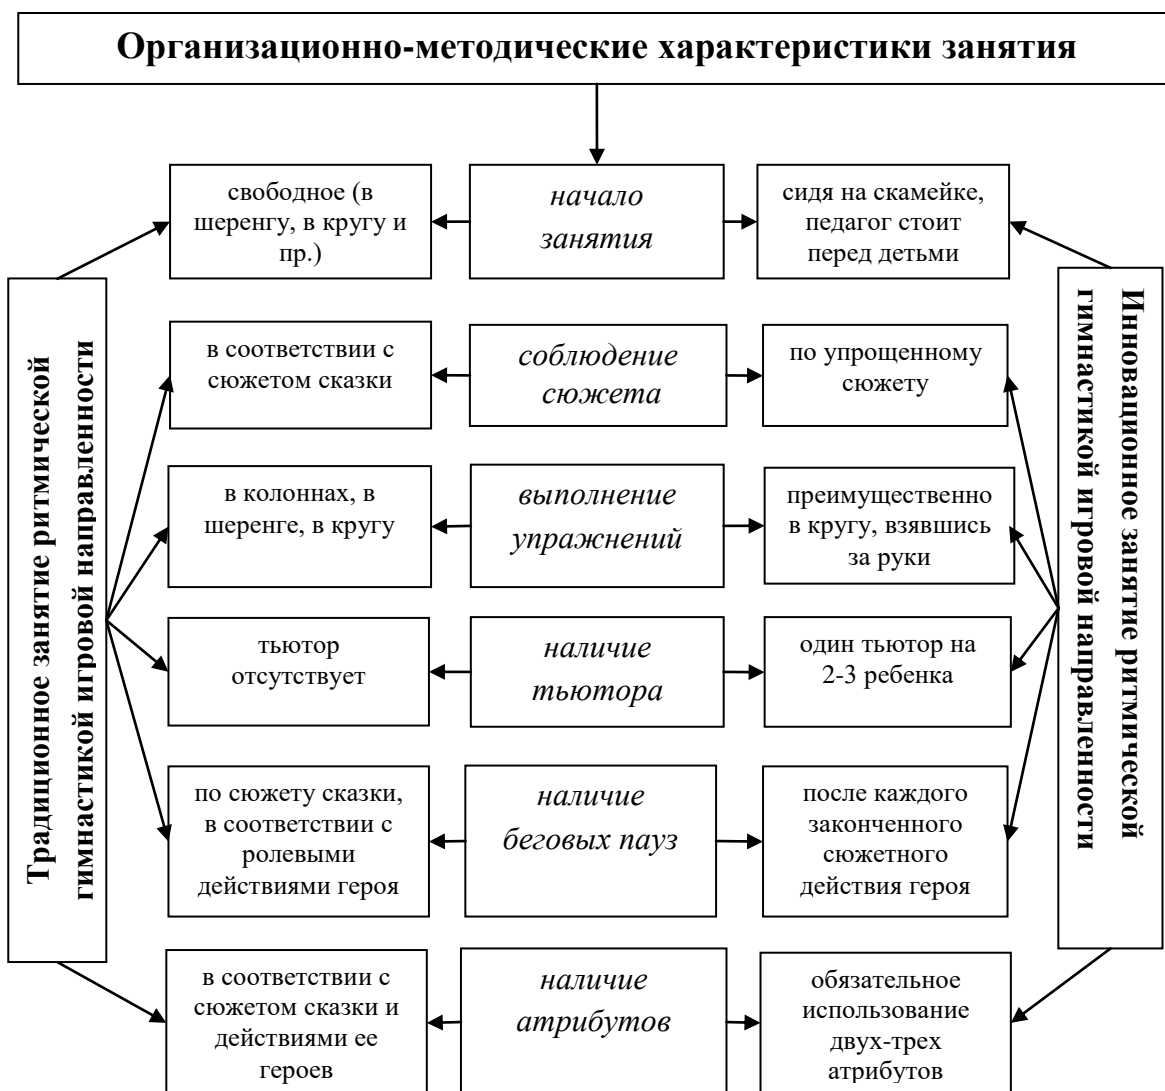 Организационно-методические характеристики занятия
свободное (в
шеренгу, в кругу и
пр.)
начало
занятия
сидя на скамейке,
педагог стоит
перед детьми
Традиционное занятие ритмической
гимнастикой игровой направленности
Инновационное занятие ритмической
гимнастикой игровой направленности
в соответствии с
сюжетом сказки
соблюдение
сюжета
по упрощенному
сюжету
в колоннах, в
шеренге, в кругу
выполнение
упражнений
преимущественно
в кругу, взявшись
за руки
тьютор
отсутствует
наличие
тьютора
один тьютор на
2-3 ребенка
по сюжету сказки,
в соответствии с
ролевыми
действиями героя
наличие
беговых пауз
после каждого
законченного
сюжетного
действия героя
в соответствии с
сюжетом сказки и
действиями ее
героев
наличие
атрибутов
обязательное
использование
двух-трех
атрибутов